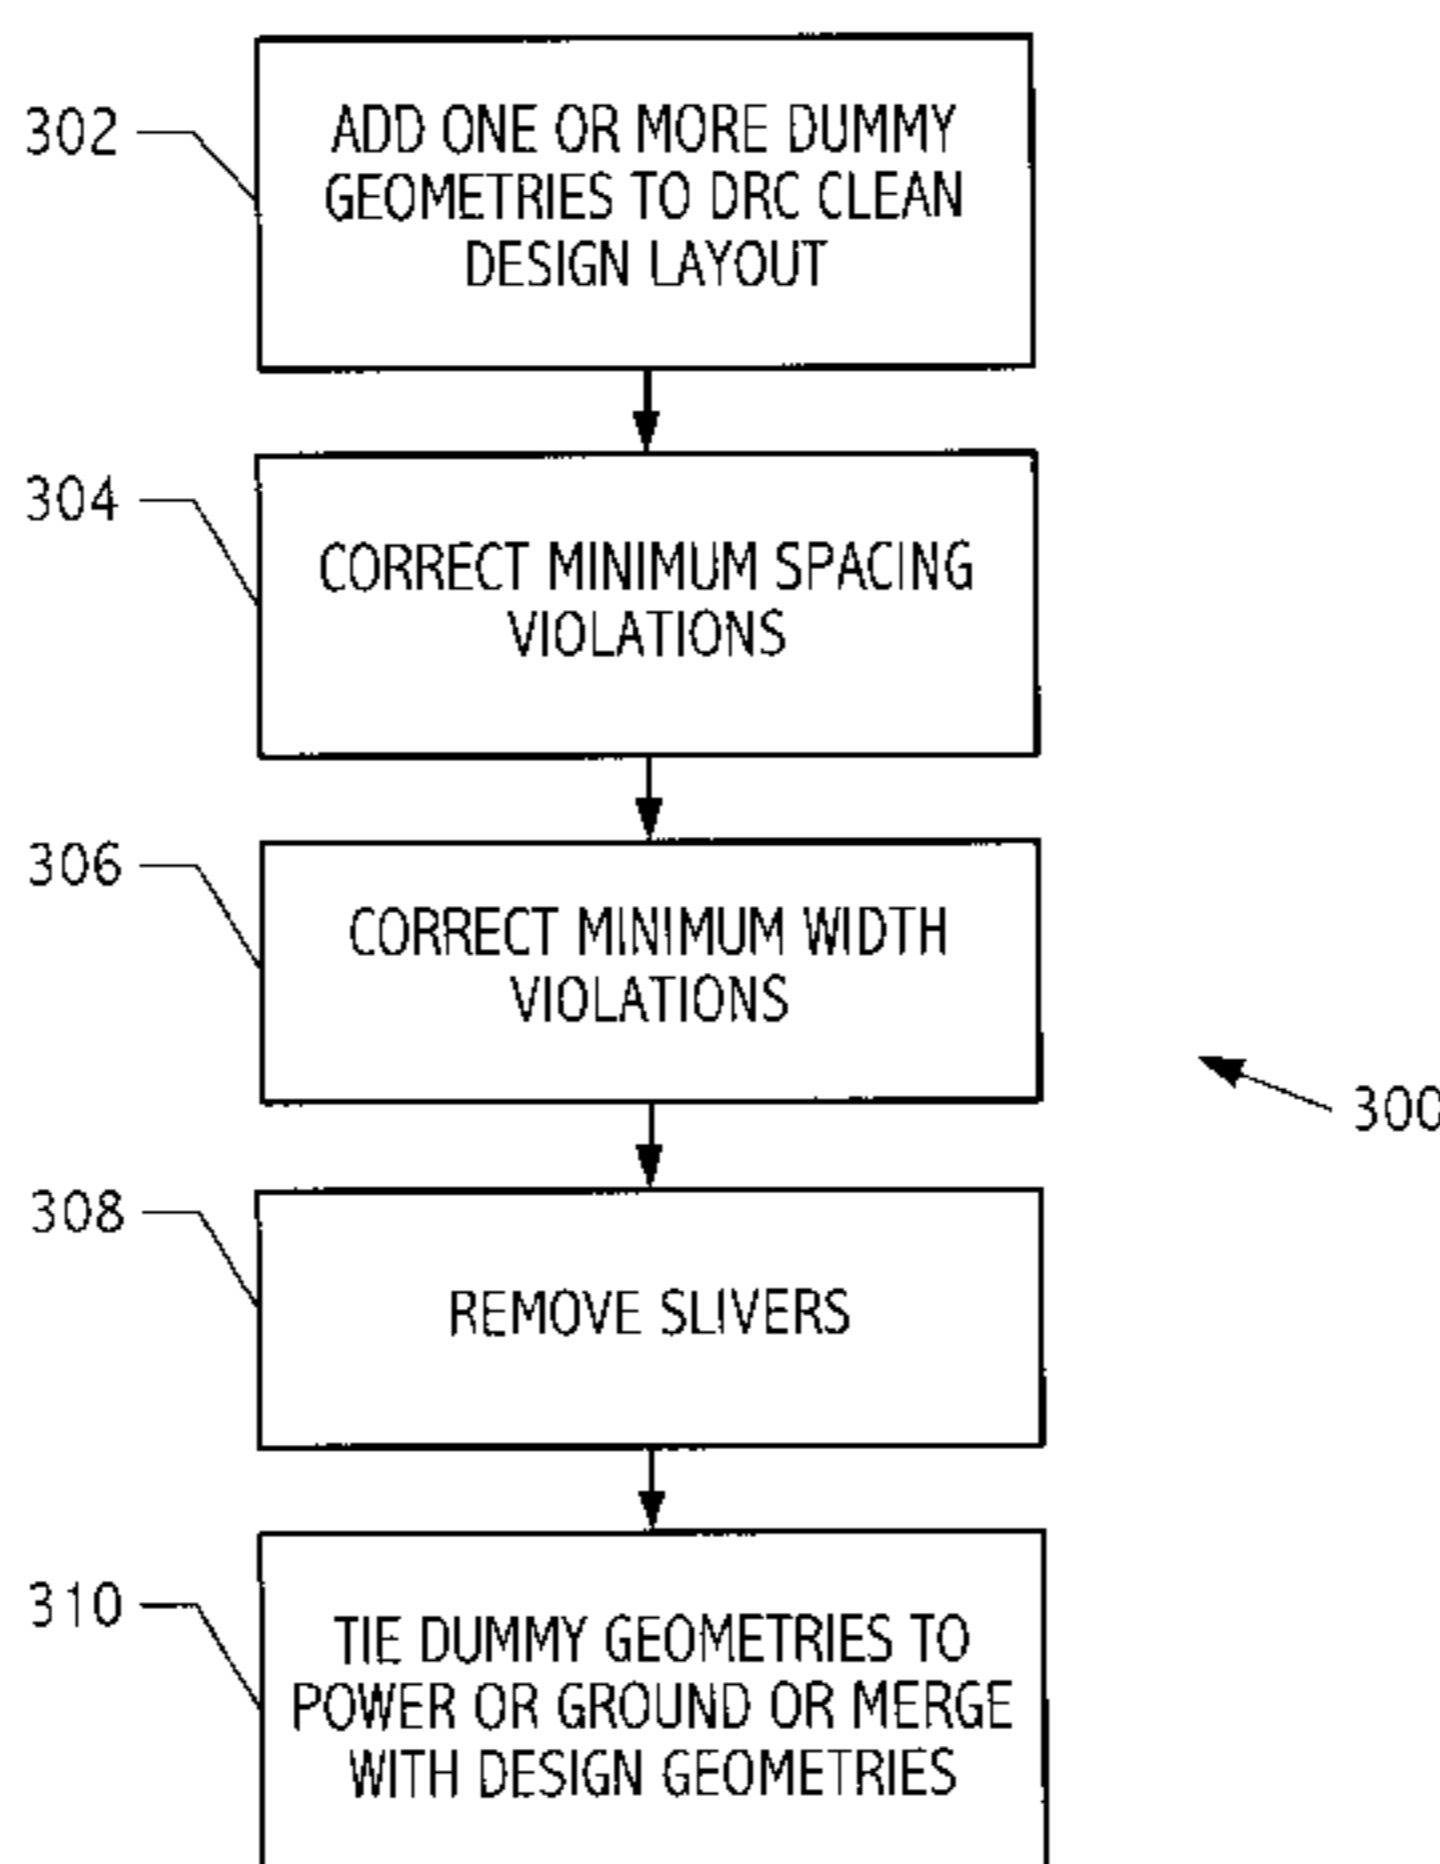 302
ADD ONE OR MORE DUMMY
GEOMETRIES TO DRC CLEAN
DESIGN LAYOUT
304
CORRECT MINIMUM SPACING
VIOLATIONS
306
CORRECT MINIMUM WIDTH
VIOLATIONS
300
308
REMOVE SLIVERS
310
TIE DUMMY GEOMETRIES TO
POWER OR GROUND OR MERGE
WITH DESIGN GEOMETRIES